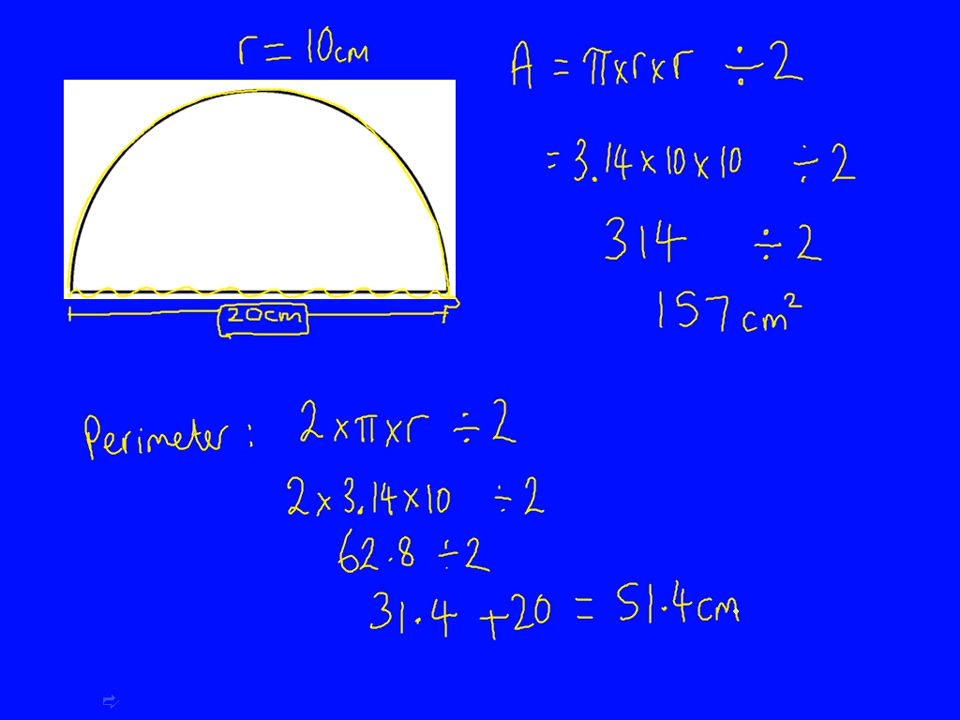 r = 10cm
20cm
A = π×r×r ÷2
= 3.14×10×10 ÷2
314 ÷2
157 cm²
Perimeter: 2×π×r ÷2
2×3.14×10 ÷2
62.8 ÷2
31.4 +20 = 51.4cm